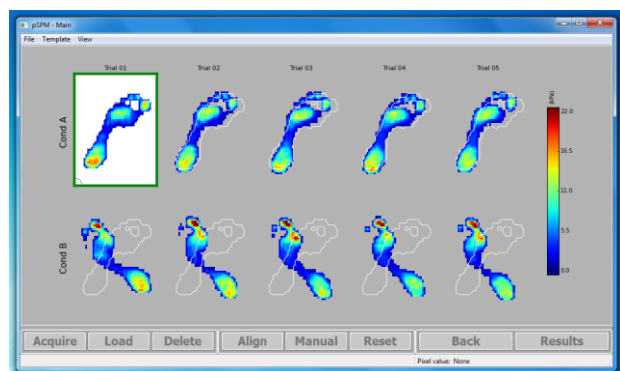 pSPM - Main
File Template View
Trial 01 Trial 02 Trial 03 Trial 04 Trial 05
Cond A
(kPa)
22.0
16.5
11.0
5.5
0.0
Cond B
Acquire Load Delete Align Manual Reset Back Results
Pixel value: None